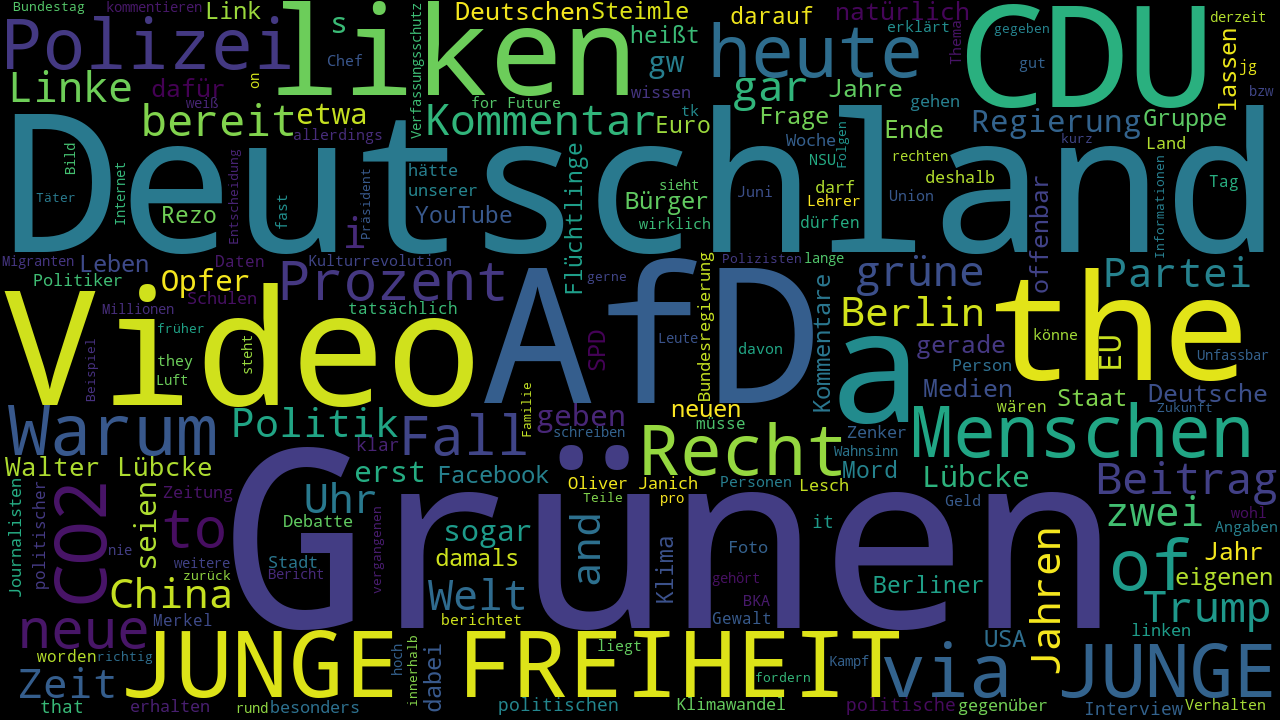 Bundestag kommentieren Link Deutschen Steimle darauf natürlich derzeit
Polizei liken s Chef Verfassungsschutz heißt heute erklärt Thema CDU gegeben gut lassen jg bzw
Linke dafür on gw wissen gar Jahre gehen
weiß bereit etwa allerdings Kommentar for Future tk Euro Frage Woche Ende Regierung Gruppe
Deutschland
Bild Internet Täter Rezo Entscheidung fast Präsident i hätte unserer YouTube Flüchtlinge sieht Bürger wirklich Juni NSU Folgen darf Lehrer dürfen rechten deshalb Union kurz Land Informationen Tag
Migranten Leben Daten Kulturrevolution Polizisten lange offenbar
Politiker Opfer Prozent gerne Bundesregierung grüne Partei
Millionen Schulen tatsächlich
Video AfD a the
früher they Luft Beispiel steht SPD Leute davon Kommentare Berlin gerade Person könne EU Unfassbar
Medien Staat Deutsche
Warum Politik Fall Familie geben neuen müsse wären Zukunft
klar schreiben Recht Zenker Wahnsinn Menschen
Walter Lübcke erst Facebook Oliver Janich Personen Lesch Mord Lübcke Beitrag
Journalisten politischer CO2 seien Zeitung Uhr Teile pro Geld zwei wohl
Grünen
to Debatte sogar and it Angaben
nie weitere Stadt vergangenen damals Klima Foto of Jahr
zurück Bericht gehört Jahren eigenen
China Welt BKA Berliner Trump
neue Merkel berichtet Gewalt linken
worden richtig JUNGE FREIHEIT hoch innerhalb liegt USA via JUNGE
Zeit dabei fordern Kampf
that erhalten rund besonders politischen Klimawandel politische gegenüber Interview Verhalten